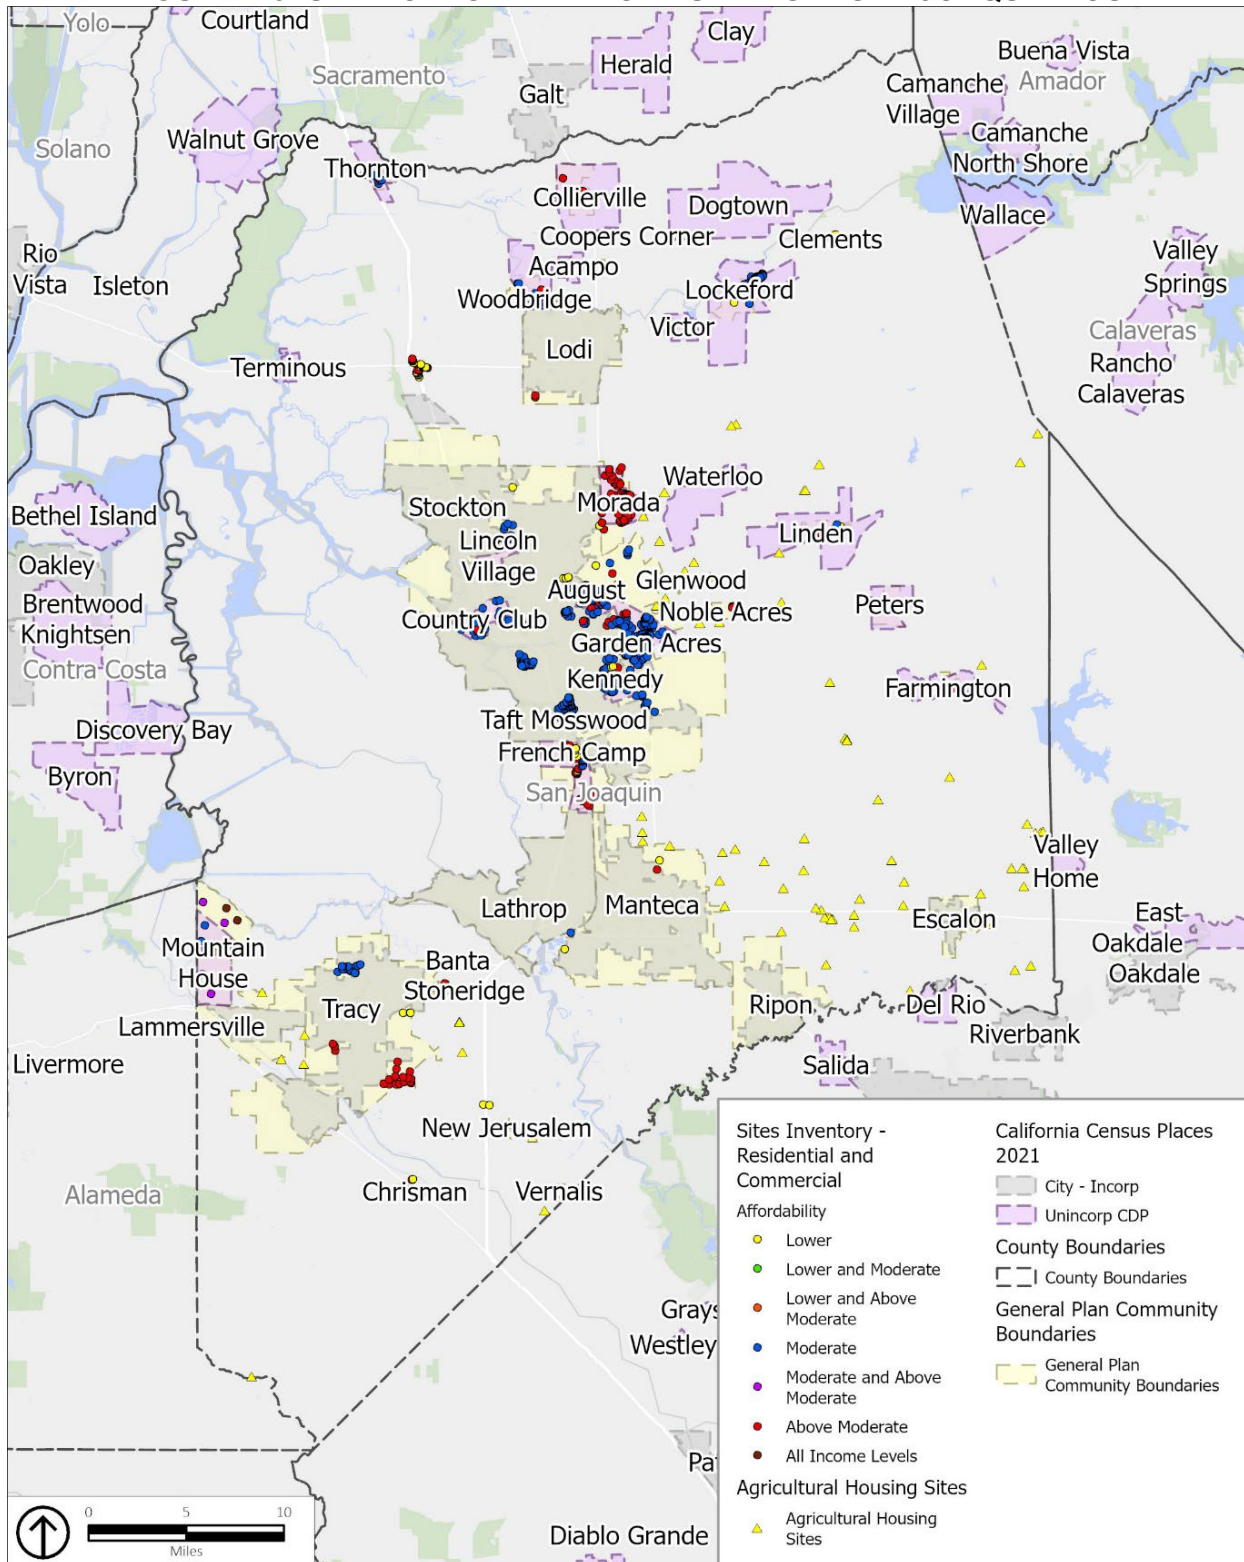 Yolo
Courtland
Sacramento
Clay
Herald
Galt
Buena Vista
Amador
Camanche
Village
Camanche
North Shore
Solano
Walnut Grove
Thornton
Collierville
Dogtown
Wallace
Coopers Corner
Clements
Rio
Vista
Isleton
Acampo
Woodbridge
Lockeford
Valley
Springs
Victor
Lodi
Calaveras
Rancho
Calaveras
Terminous
Waterloo
Stockton
Morada
Bethel Island
Lincoln
Village
Linden
Oakley
August
Glenwood
Brentwood
Knightsen
Country Club
Noble Acres
Peters
Garden Acres
Contra Costa
Kennedy
Farmington
Discovery Bay
Taft Mosswood
Byron
French Camp
San Joaquin
Valley
Home
Lathrop
Manteca
Escalon
East
Oakdale
Oakdale
Mountain
House
Banta
Stoneridge
Tracy
Ripon
Del Rio
Lammersville
Riverbank
Livermore
Salida
New Jerusalem
Alameda
Chrisman
Vernalis
Grays
Westley
Pat
Diablo Grande
Sites Inventory -
Residential and
Commercial
Affordability
Lower
Lower and Moderate
Lower and Above
Moderate
Moderate
Moderate and Above
Moderate
Above Moderate
All Income Levels
Agricultural Housing Sites
Agricultural Housing
Sites
California Census Places
2021
City - Incorp
Unincorp CDP
County Boundaries
County Boundaries
General Plan Community
Boundaries
General Plan
Community Boundaries
0 5 10
Miles